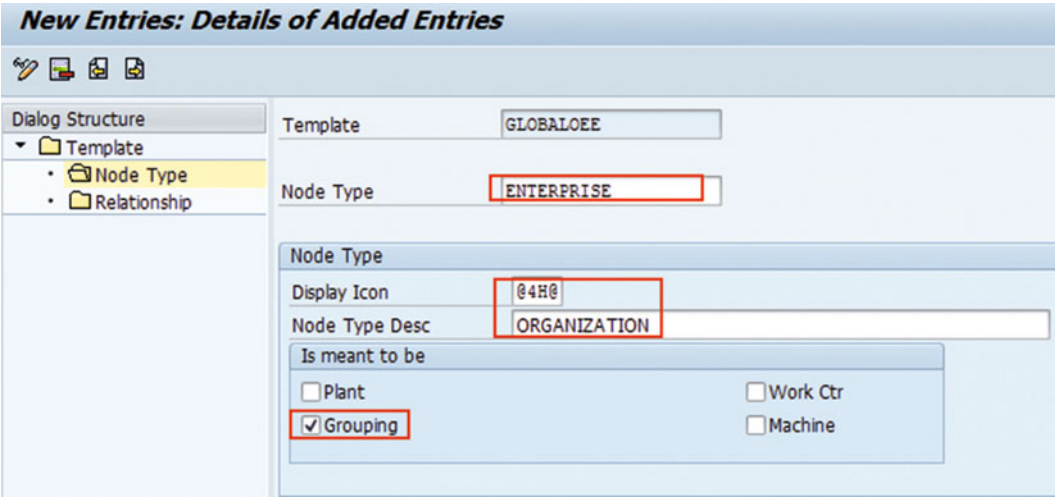 New Entries: Details of Added Entries
Dialog Structure
Template
Node Type
Relationship
Template GLOBALOEE
Node Type ENTERPRISE
Node Type
Display Icon @4H@
Node Type Desc ORGANIZATION
Is meant to be
Plant Work Ctr
Grouping Machine